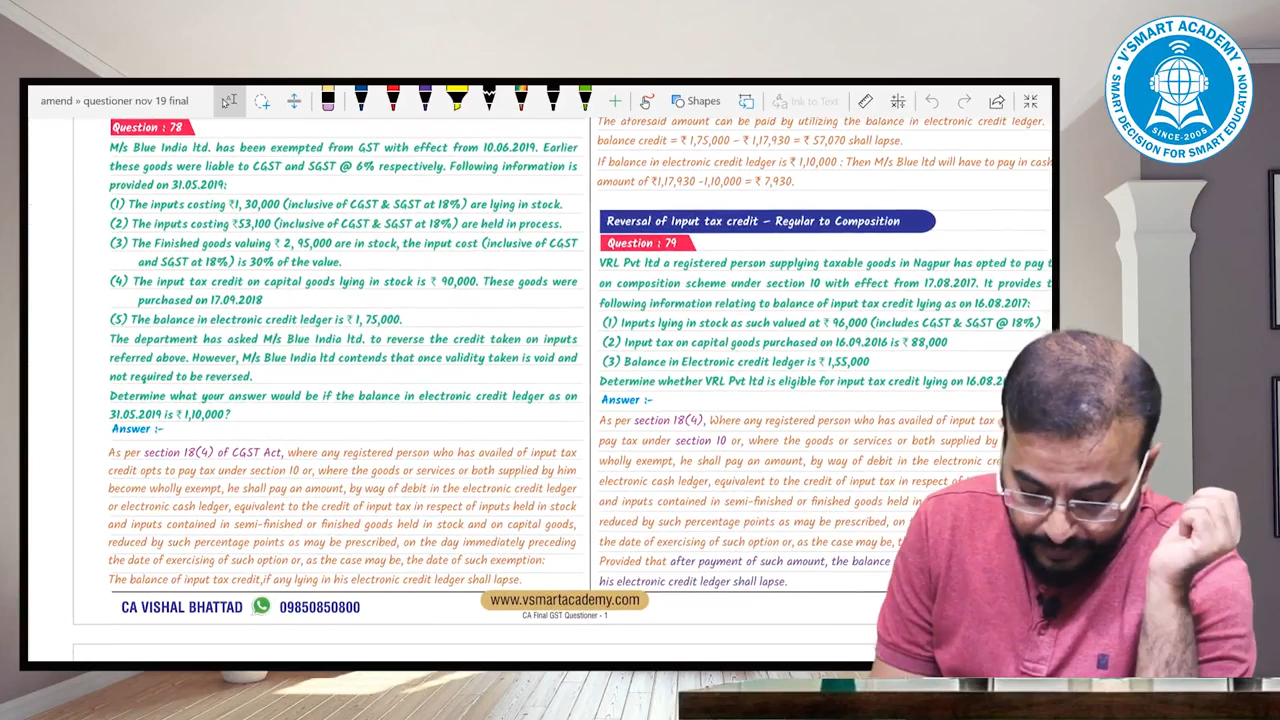 amend » questioner nov 19 final
Shapes
Ink to Text
Question : 78
M/s Blue India ltd. has been exempted from GST with effect from 10.06.2019. Earlier
these goods were liable to CGST and SGST @ 6% respectively. Following information is
provided on 31.05.2019:
(1) The inputs costing ₹1, 30,000 (inclusive of CGST & SGST at 18%) are lying in stock.
(2) The inputs costing ₹53,100 (inclusive of CGST & SGST at 18%) are held in process.
(3) The Finished goods valuing ₹ 2, 95,000 are in stock, the input cost (inclusive of CGST
and SGST at 18%) is 30% of the value.
(4) The input tax credit on capital goods lying in stock is ₹ 90,000. These goods were
purchased on 17.09.2018
(5) The balance in electronic credit ledger is ₹ 1, 75,000.
The department has asked M/s Blue India ltd. to reverse the credit taken on inputs
referred above. However, M/s Blue India ltd contends that once validity taken is void and
not required to be reversed.
Determine what your answer would be if the balance in electronic credit ledger as on
31.05.2019 is ₹ 1,10,000?
Answer :-
As per section 18(4) of CGST Act, where any registered person who has availed of input tax
credit opts to pay tax under section 10 or, where the goods or services or both supplied by him
become wholly exempt, he shall pay an amount, by way of debit in the electronic credit ledger
or electronic cash ledger, equivalent to the credit of input tax in respect of inputs held in stock
and inputs contained in semi-finished or finished goods held in stock and on capital goods,
reduced by such percentage points as may be prescribed, on the day immediately preceding
the date of exercising of such option or, as the case may be, the date of such exemption:
The balance of input tax credit,if any lying in his electronic credit ledger shall lapse.
The aforesaid amount can be paid by utilizing the balance in electronic credit ledger.
balance credit = ₹ 1,75,000 – ₹ 1,17,930 = ₹ 57,070 shall lapse.
If balance in electronic credit ledger is ₹ 1,10,000 : Then M/s Blue ltd will have to pay in cash
amount of ₹1,17,930 -1,10,000 = ₹ 7,930.
Reversal of Input tax credit – Regular to Composition
Question : 79
VRL Pvt ltd a registered person supplying taxable goods in Nagpur has opted to pay t
on composition scheme under section 10 with effect from 17.08.2017. It provides t
following information relating to balance of input tax credit lying as on 16.08.2017:
(1) Inputs lying in stock as such valued at ₹ 96,000 (includes CGST & SGST @ 18%)
(2) Input tax on capital goods purchased on 16.09.2016 is ₹ 88,000
(3) Balance in Electronic credit ledger is ₹ 1,55,000
Determine whether VRL Pvt ltd is eligible for input tax credit lying on 16.08.2
Answer :-
As per section 18(4), Where any registered person who has availed of input tax
pay tax under section 10 or, where the goods or services or both supplied by
wholly exempt, he shall pay an amount, by way of debit in the electronic cre
electronic cash ledger, equivalent to the credit of input tax in respect of
and inputs contained in semi-finished or finished goods held in
reduced by such percentage points as may be prescribed, on
the date of exercising of such option or, as the case may be, t
Provided that after payment of such amount, the balance
his electronic credit ledger shall lapse.
CA VISHAL BHATTAD 09850850800
www.vsmartacademy.com
CA Final GST Questioner - 1
V'SMART ACADEMY
SMART DECISION FOR SMART EDUCATION
SINCE-2005